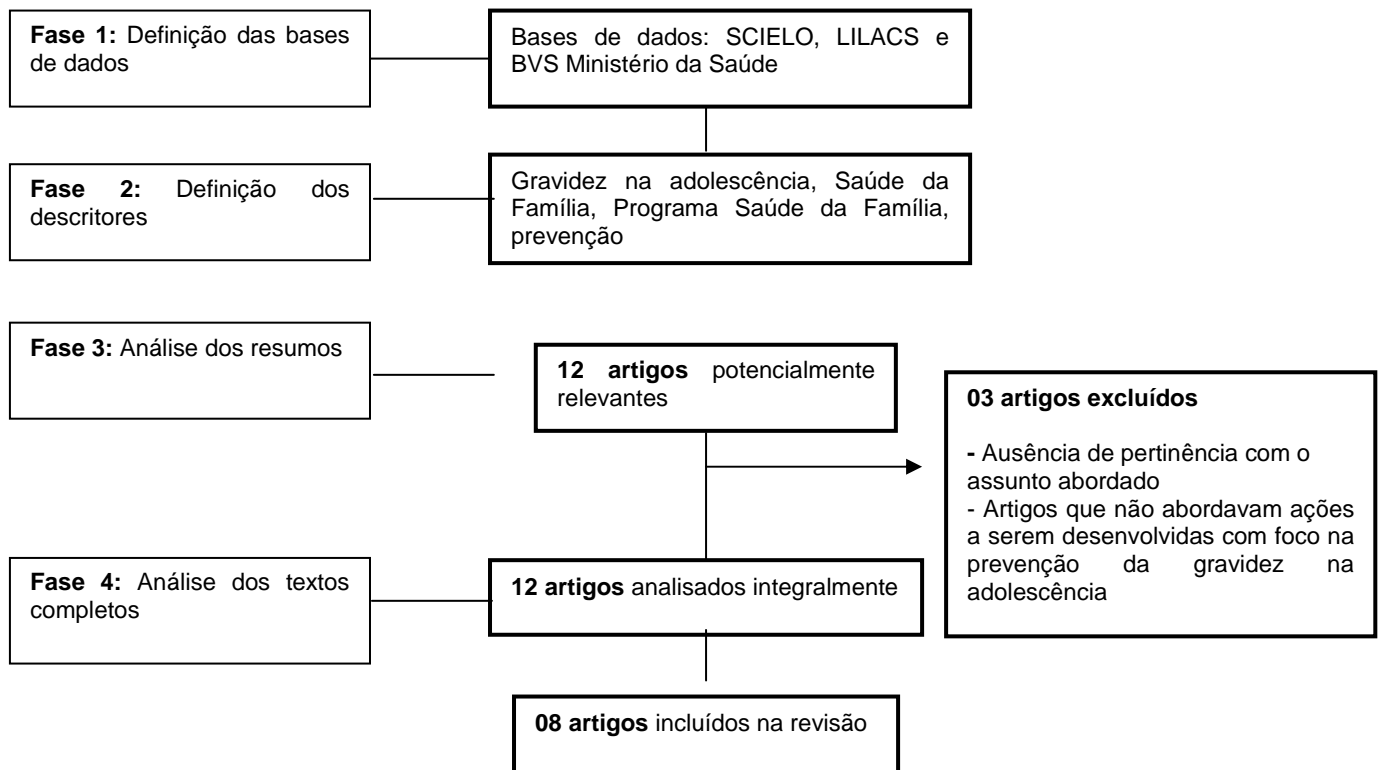 Fase 1: Definição das bases
de dados
Bases de dados: SCIELO, LILACS e
BVS Ministério da Saúde
Fase 2: Definição dos
descritores
Gravidez na adolescência, Saúde da
Família, Programa Saúde da Família,
prevenção
Fase 3: Análise dos resumos
12 artigos potencialmente
relevantes
03 artigos excluídos
- Ausência de pertinência com o
assunto abordado
- Artigos que não abordavam ações
a serem desenvolvidas com foco na
prevenção da gravidez na
adolescência
Fase 4: Análise dos textos
completos
12 artigos analisados integralmente
08 artigos incluídos na revisão